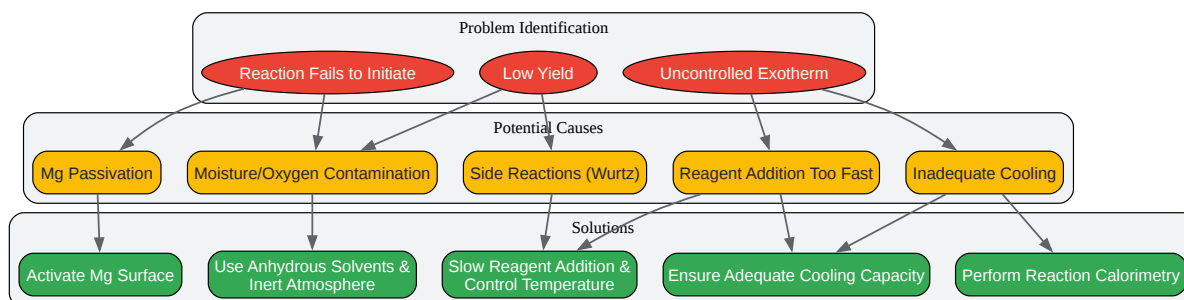 Problem Identification
Reaction Fails to Initiate
Low Yield
Uncontrolled Exotherm
Potential Causes
Mg Passivation
Moisture/Oxygen Contamination
Side Reactions (Wurtz)
Reagent Addition Too Fast
Inadequate Cooling
Solutions
Activate Mg Surface
Use Anhydrous Solvents &
Inert Atmosphere
Slow Reagent Addition &
Control Temperature
Ensure Adequate Cooling Capacity
Perform Reaction Calorimetry